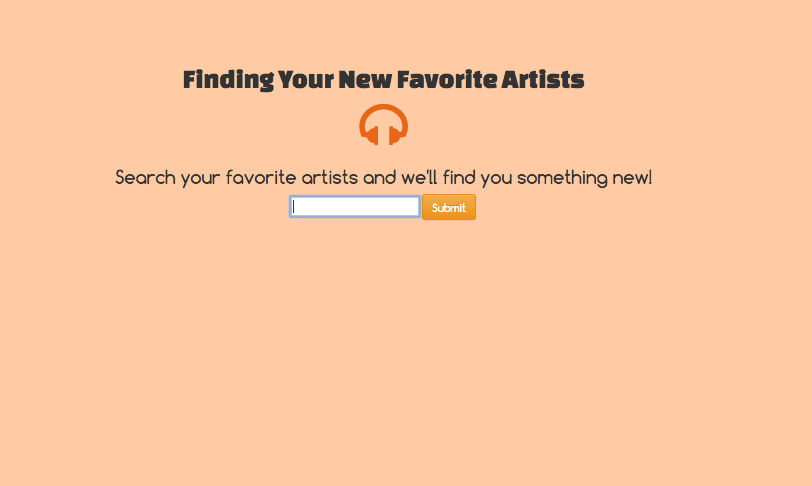 Finding Your New Favorite Artists
Search your favorite artists and we'll find you something new!
Submit